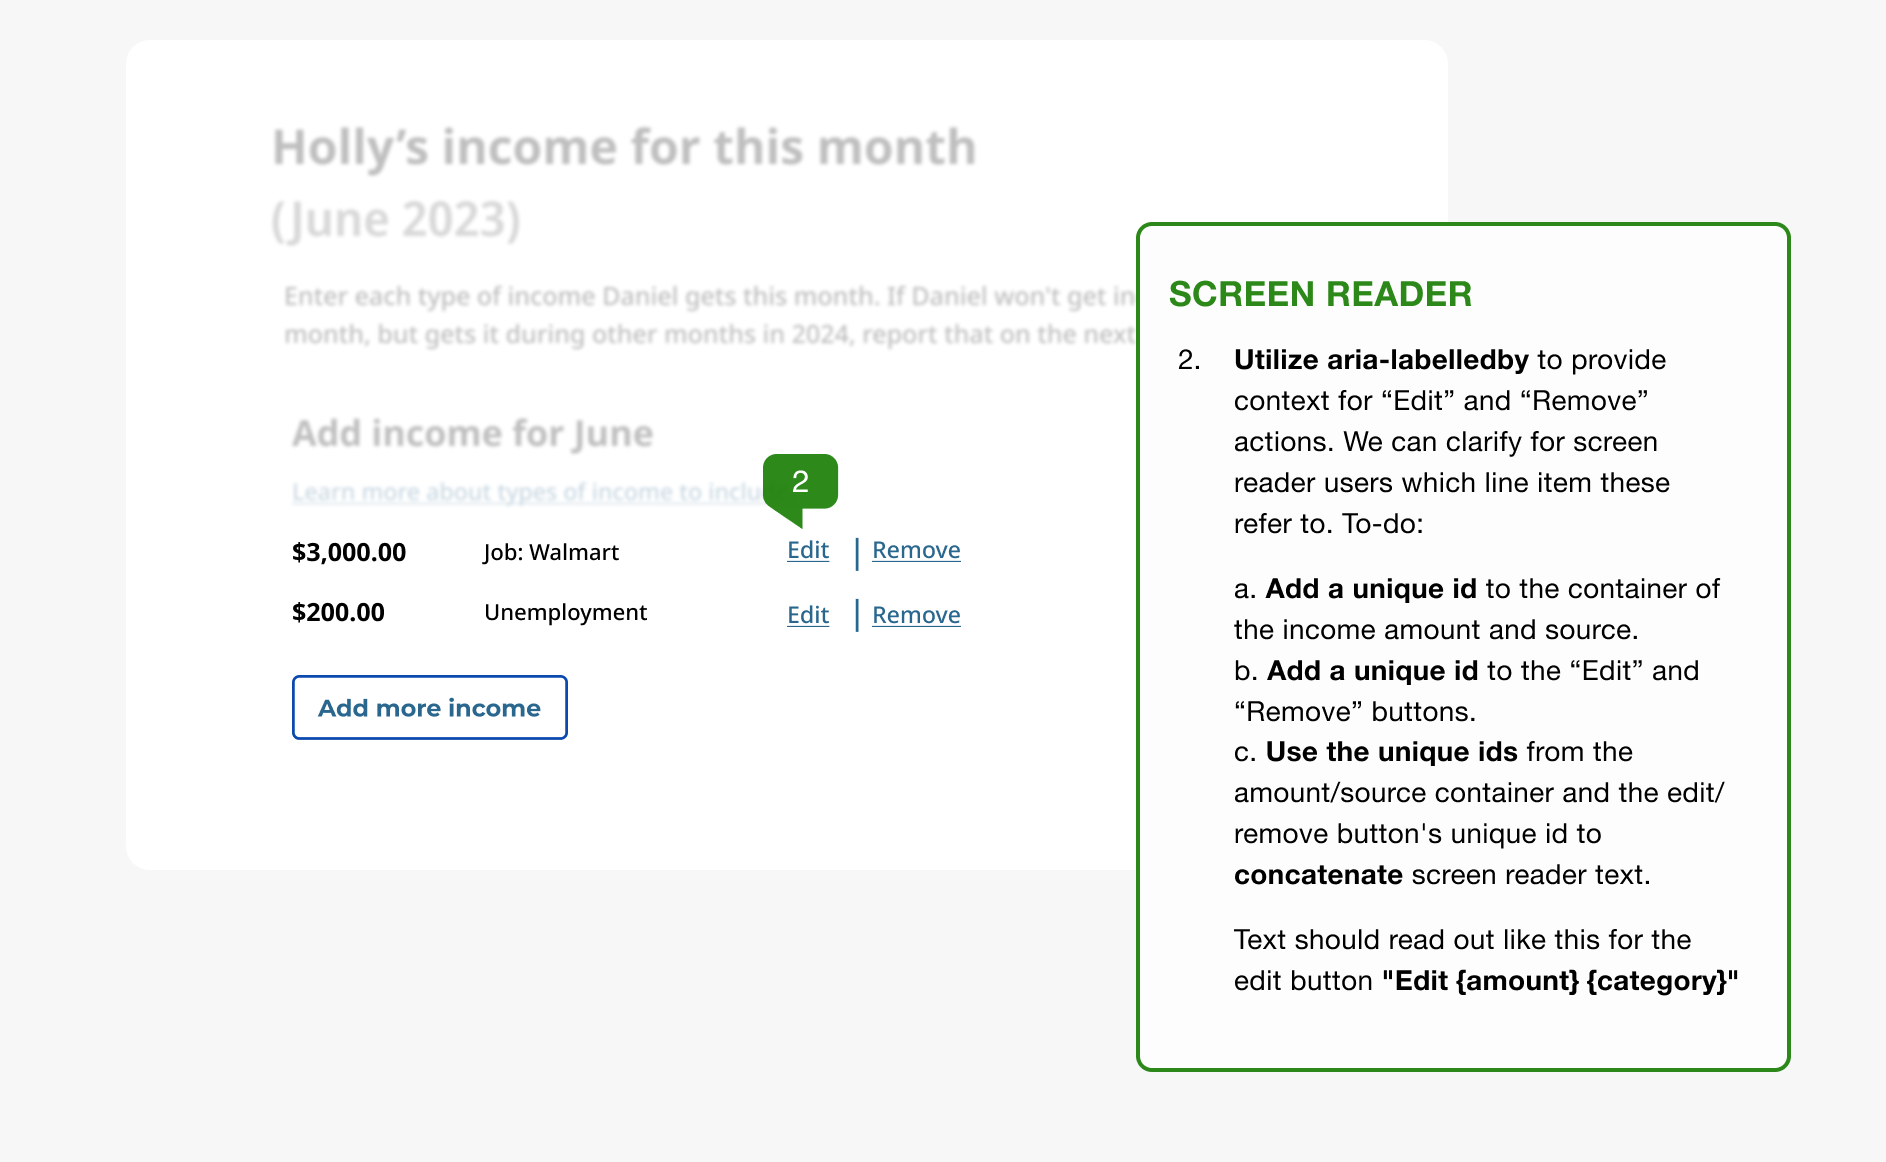 Holly’s income for this month
(June 2023)
Enter each type of income Daniel gets this month. If Daniel won't get in
month, but gets it during other months in 2024, report that on the next
Add income for June
Learn more about types of income to inclu
2
$3,000.00 Job: Walmart Edit | Remove
$200.00 Unemployment Edit | Remove
Add more income
SCREEN READER
2. Utilize aria-labelledby to provide
context for “Edit” and “Remove”
actions. We can clarify for screen
reader users which line item these
refer to. To-do:
a. Add a unique id to the container of
the income amount and source.
b. Add a unique id to the “Edit” and
“Remove” buttons.
c. Use the unique ids from the
amount/source container and the edit/
remove button's unique id to
concatenate screen reader text.
Text should read out like this for the
edit button "Edit {amount} {category}"